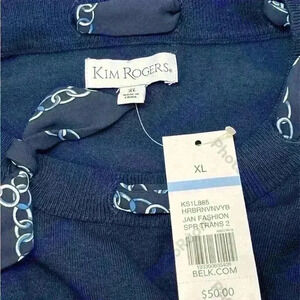 KIM ROGERS®
XL
XL
KS1L885
HRBRNVNVYB
JAN FASHION
SPR TRANS 2
BELK.COM
$50.00